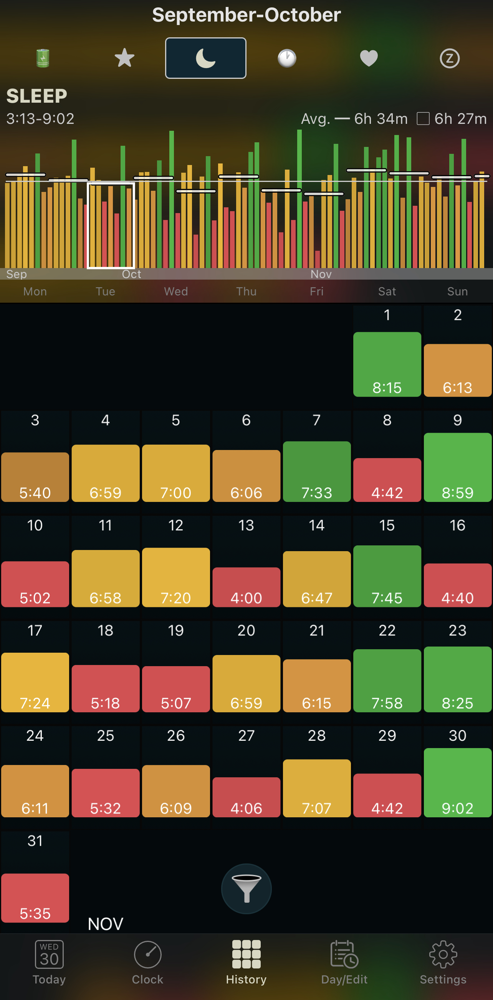 September-October
Z
SLEEP
3:13-9:02 Avg. — 6h 34m □ 6h 27m
Sep Oct Nov
Mon Tue Wed Thu Fri Sat Sun
1 2
8:15 6:13
3 4 5 6 7 8 9
5:40 6:59 7:00 6:06 7:33 4:42 8:59
10 11 12 13 14 15 16
5:02 6:58 7:20 4:00 6:47 7:45 4:40
17 18 19 20 21 22 23
7:24 5:18 5:07 6:59 6:15 7:58 8:25
24 25 26 27 28 29 30
6:11 5:32 6:09 4:06 7:07 4:42 9:02
31
5:35
NOV
WED
30
Today Clock History Day/Edit Settings